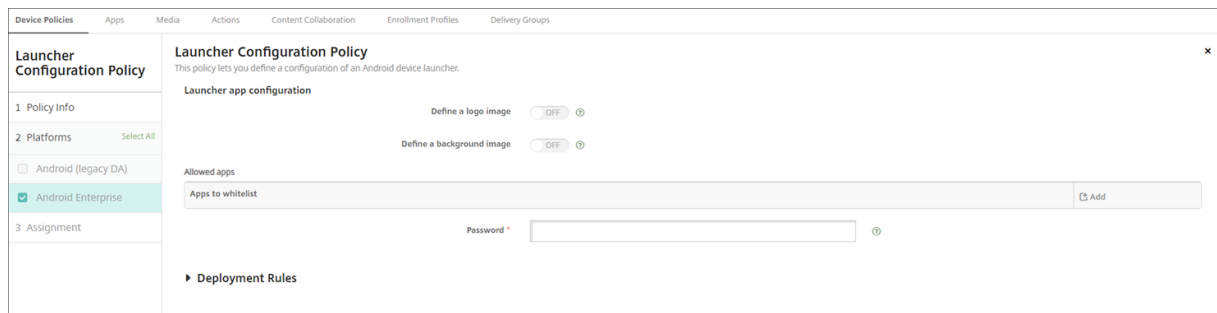 Device Policies Apps Media Actions Content Collaboration Enrollment Profiles Delivery Groups
Launcher Configuration Policy
1 Policy Info
2 Platforms Select All
Android (legacy DA)
Android Enterprise
3 Assignment
Launcher Configuration Policy
This policy lets you define a configuration of an Android device launcher.
Launcher app configuration
Define a logo image OFF
Define a background image OFF
Allowed apps
Apps to whitelist Add
Password *
Deployment Rules